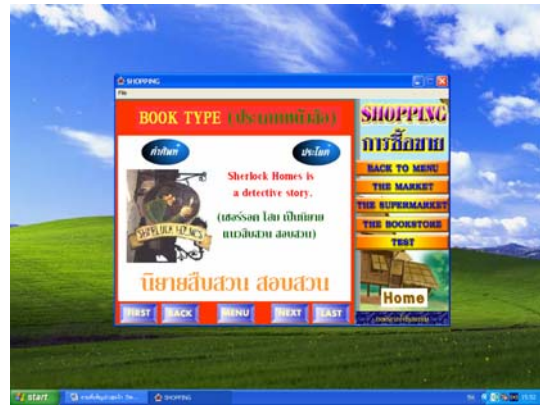 SHOPPING
File
BOOK TYPE (ประเภทหนังสือ)
คำศัพท์
ประโยค
Sherlock Homes is
a detective story.
(เชอร์รอค โฮม เป็นนิยาย
แนวสืบสวน สอบสวน)
SHERLOCK HOMES
นิยายสืบสวน สอบสวน
FIRST
BACK
MENU
NEXT
LAST
SHOPPING
การซื้อขาย
BACK TO MENU
THE MARKET
THE SUPERMARKET
THE BOOKSTORE
TEST
Home
start
SHOPPING
15:02